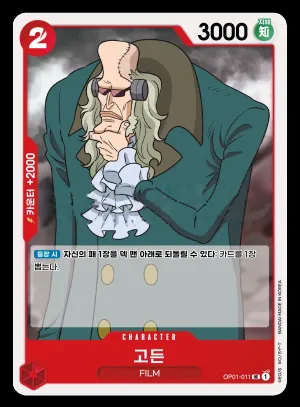 2
3000
지혜
知
카운터 +2000
등장 시 자신의 패 1장을 덱 맨 아래로 되돌릴 수 있다: 카드를 1장
뽑는다.
CHARACTER
고든
FILM
OP01-011 UC 1